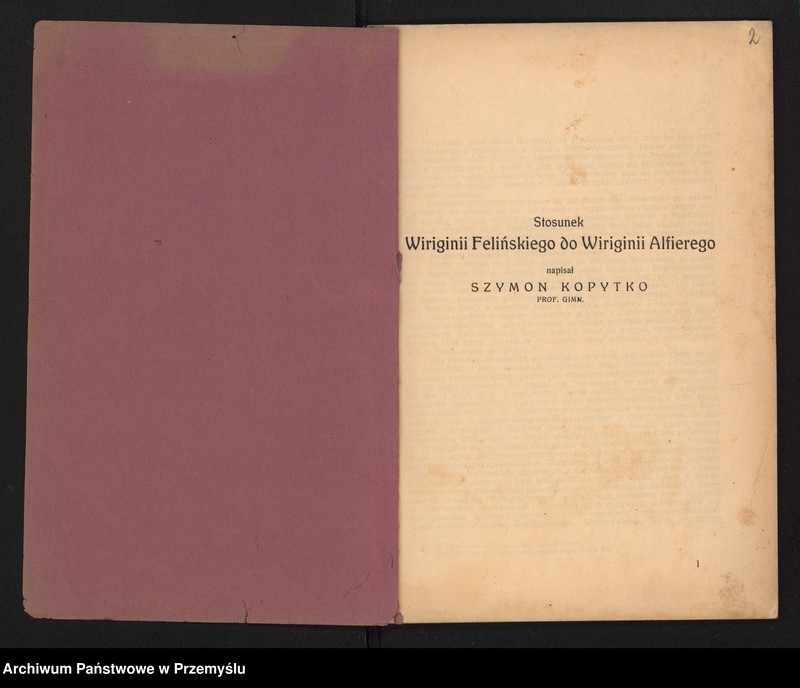 2
Stosunek
Wiriginii Felińskiego do Wiriginii Alfierego
napisał
SZYMON KOPYTKO
PROF. GIMN.
1
Archiwum Państwowe w Przemyślu